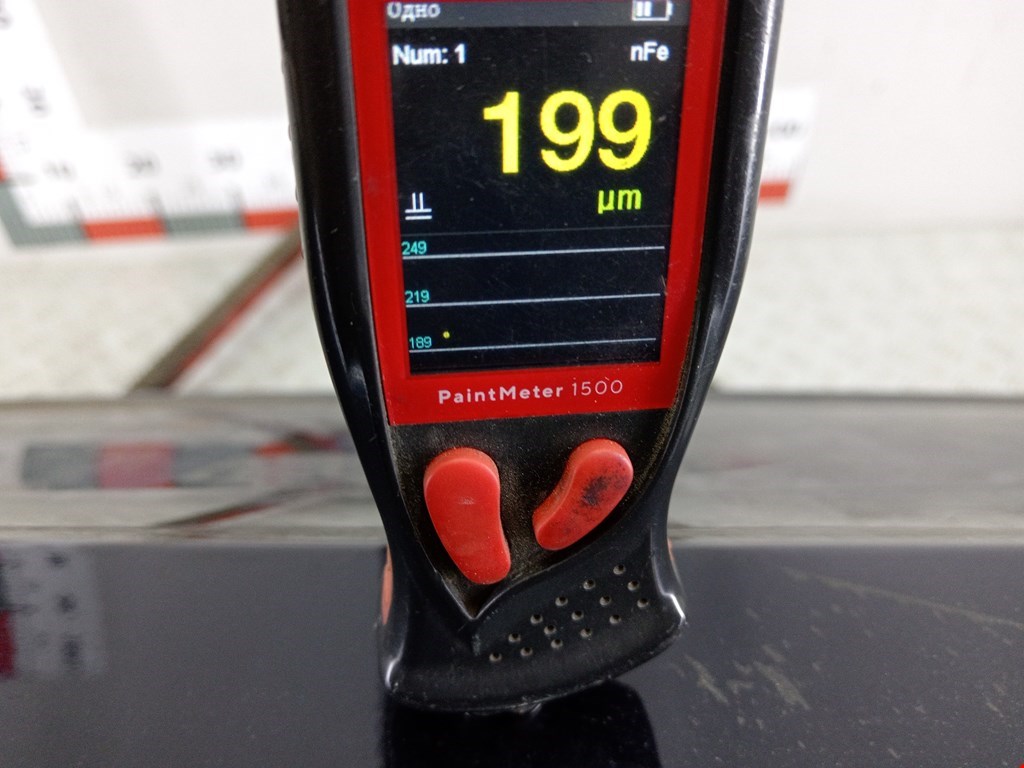 Одно
Num: 1
nFe
199
µm
249
219
189
PaintMeter 1500